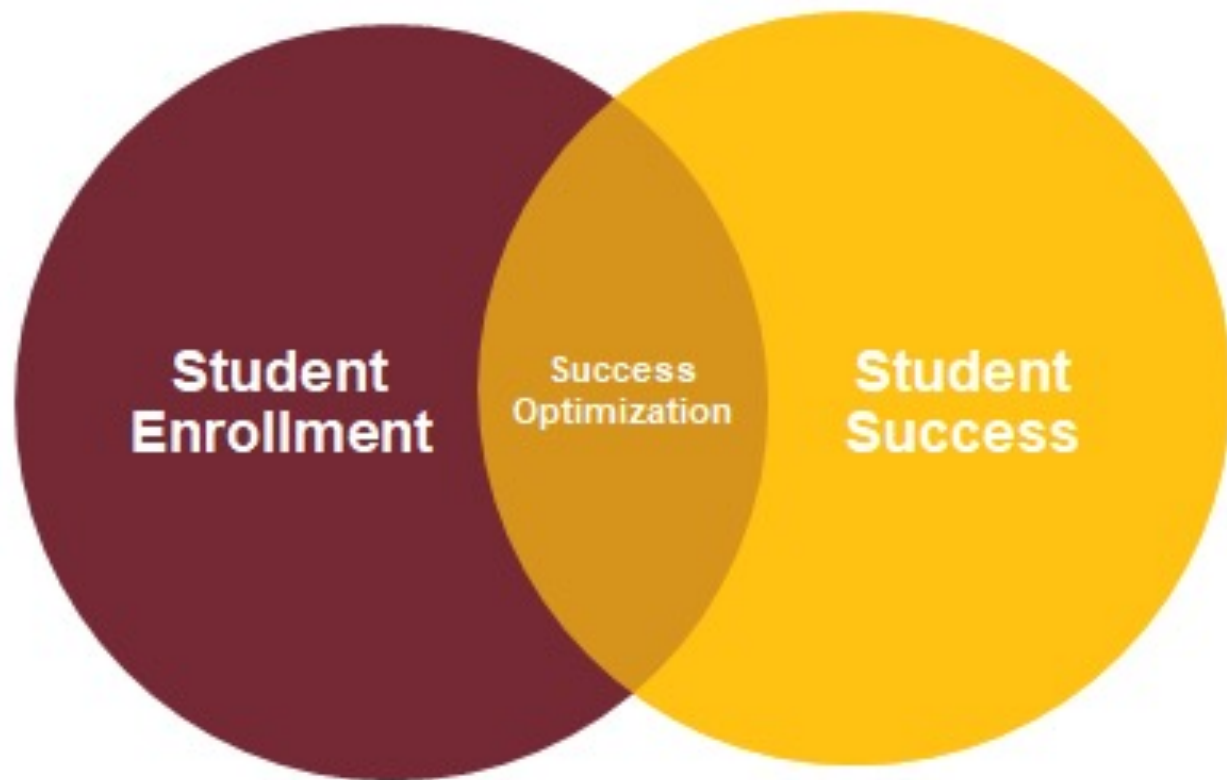 Student
Enrollment
Success
Optimization
Student
Success